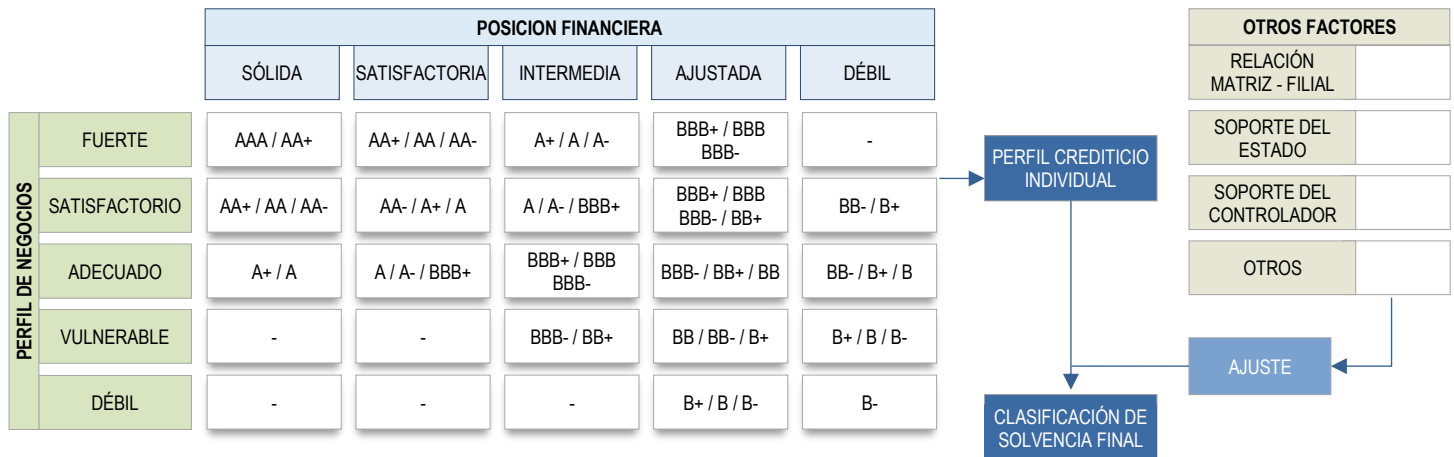 POSICION FINANCIERA
SÓLIDA
SATISFACTORIA
INTERMEDIA
AJUSTADA
DÉBIL
PERFIL DE NEGOCIOS
FUERTE
AAA / AA+
AA+ / AA / AA-
A+ / A / A-
BBB+ / BBB
BBB-
-
SATISFACTORIO
AA+ / AA / AA-
AA- / A+ / A
A / A- / BBB+
BBB+ / BBB
BBB- / BB+
BB- / B+
ADECUADO
A+ / A
A / A- / BBB+
BBB+ / BBB
BBB-
BBB- / BB+ / BB
BB- / B+ / B
VULNERABLE
-
-
BBB- / BB+
BB / BB- / B+
B+ / B / B-
DÉBIL
-
-
-
B+ / B / B-
B-
PERFIL CREDITICIO
INDIVIDUAL
CLASIFICACIÓN DE
SOLVENCIA FINAL
OTROS FACTORES
RELACIÓN
MATRIZ - FILIAL
SOPORTE DEL
ESTADO
SOPORTE DEL
CONTROLADOR
OTROS
AJUSTE